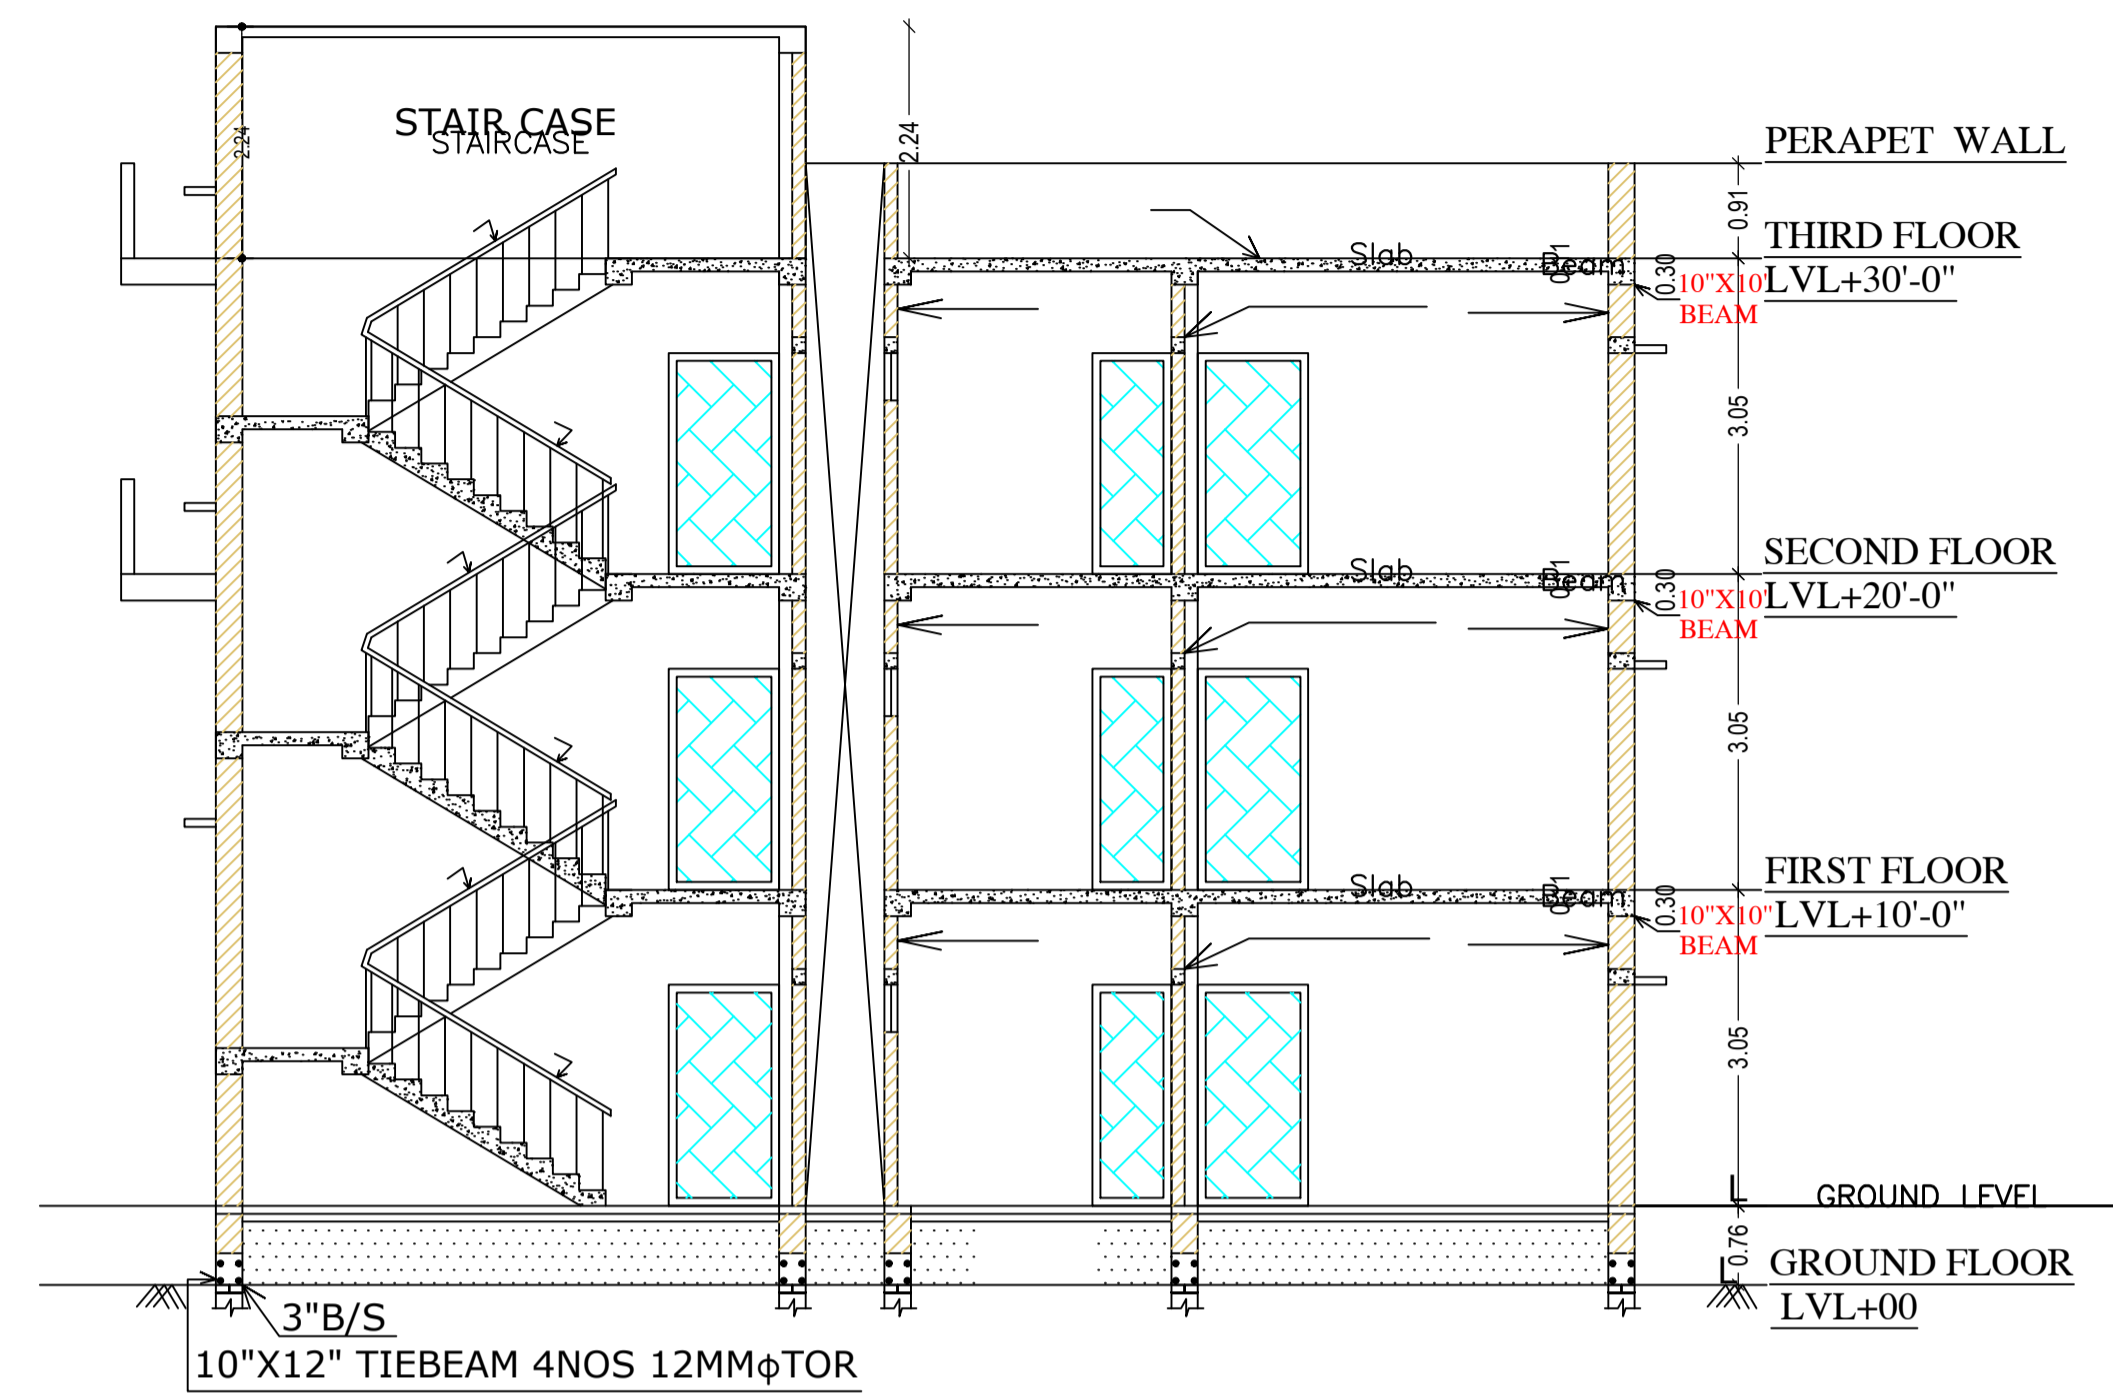 STAIR CASE
STAIRCASE
2.24
2.24
PERAPET WALL
0.91
THIRD FLOOR
LVL+30'-0"
Slab
Beam
0.30
10"X10'
BEAM
3.05
SECOND FLOOR
LVL+20'-0"
Slab
Beam
0.30
10"X10'
BEAM
3.05
FIRST FLOOR
LVL+10'-0"
Slab
Beam
0.30
10"X10"
BEAM
3.05
GROUND LEVEL
0.76
GROUND FLOOR
LVL+00
3"B/S
10"X12" TIEBEAM 4NOS 12MMϕTOR